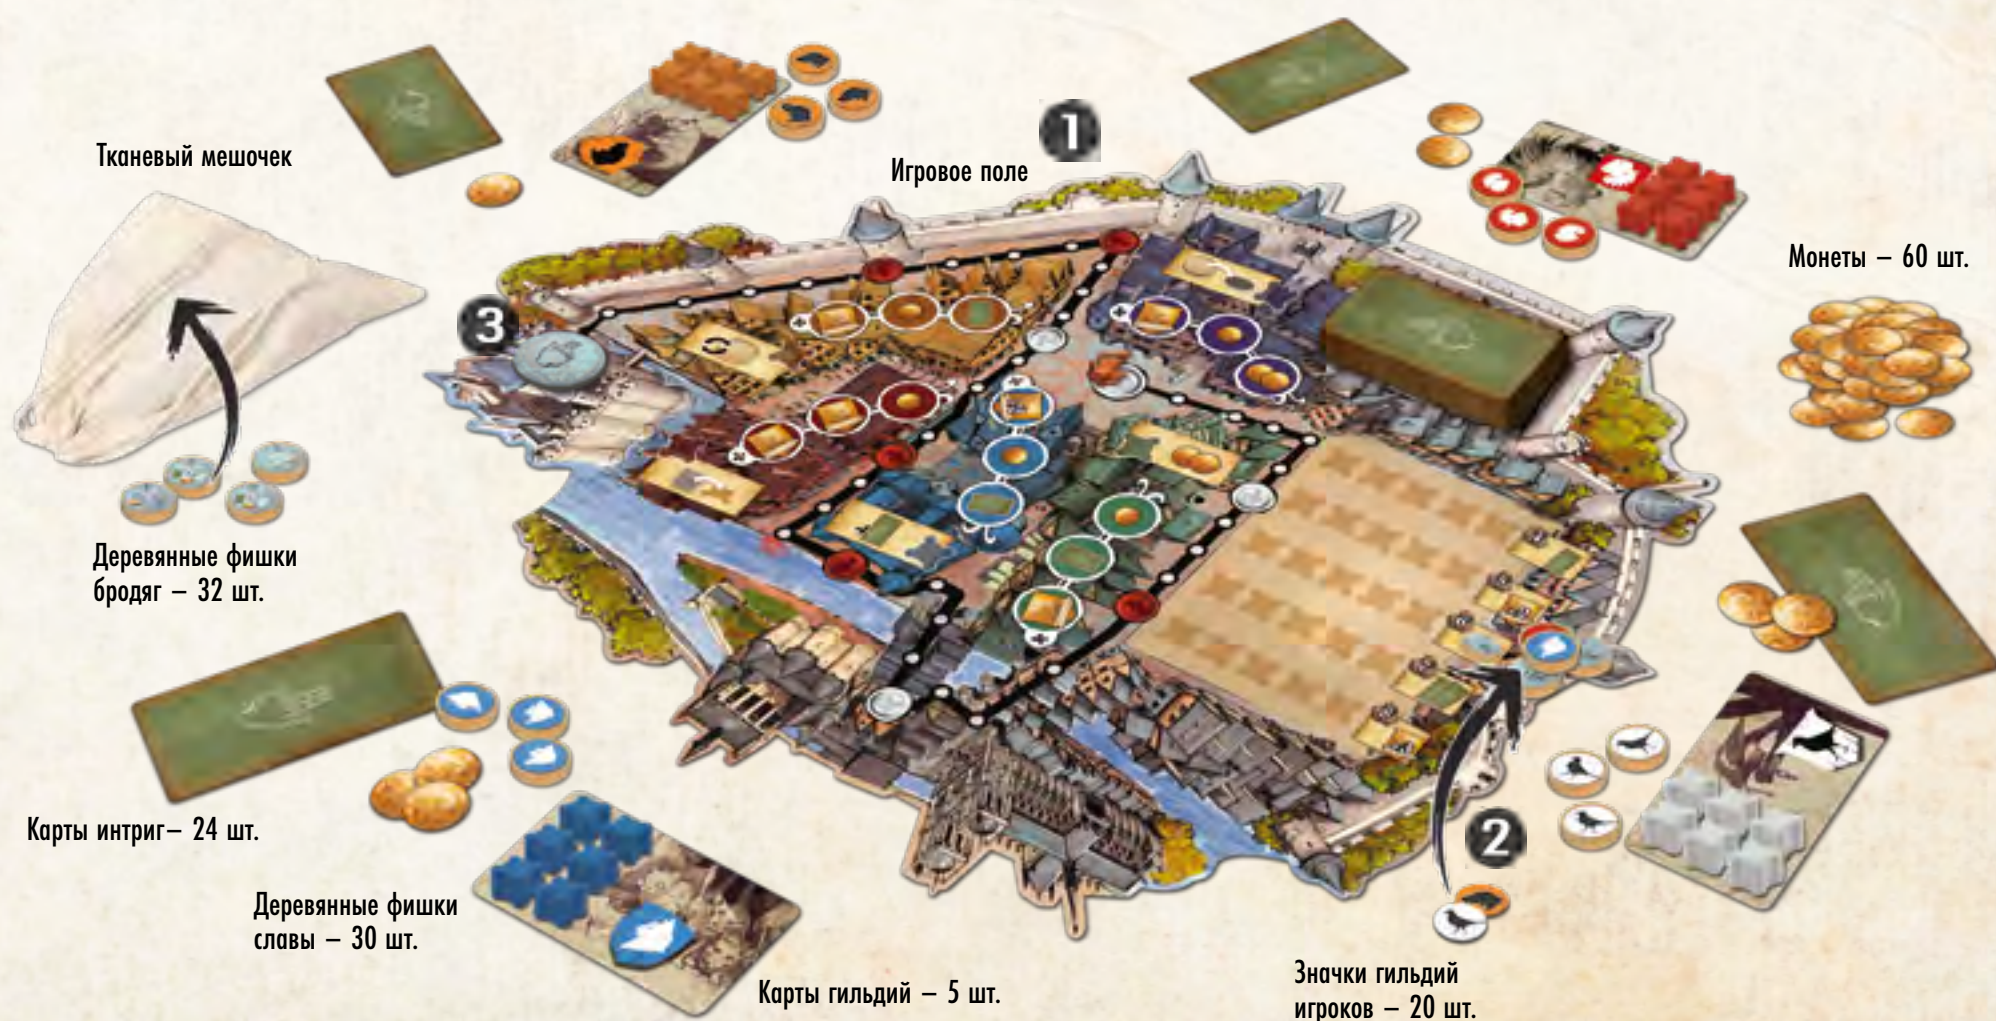 1
Игровое поле
Тканевый мешочек
Монеты – 60 шт.
3
Деревянные фишки
бродяг – 32 шт.
Карты интриг– 24 шт.
2
Деревянные фишки
славы – 30 шт.
Карты гильдий – 5 шт.
Значки гильдий
игроков – 20 шт.